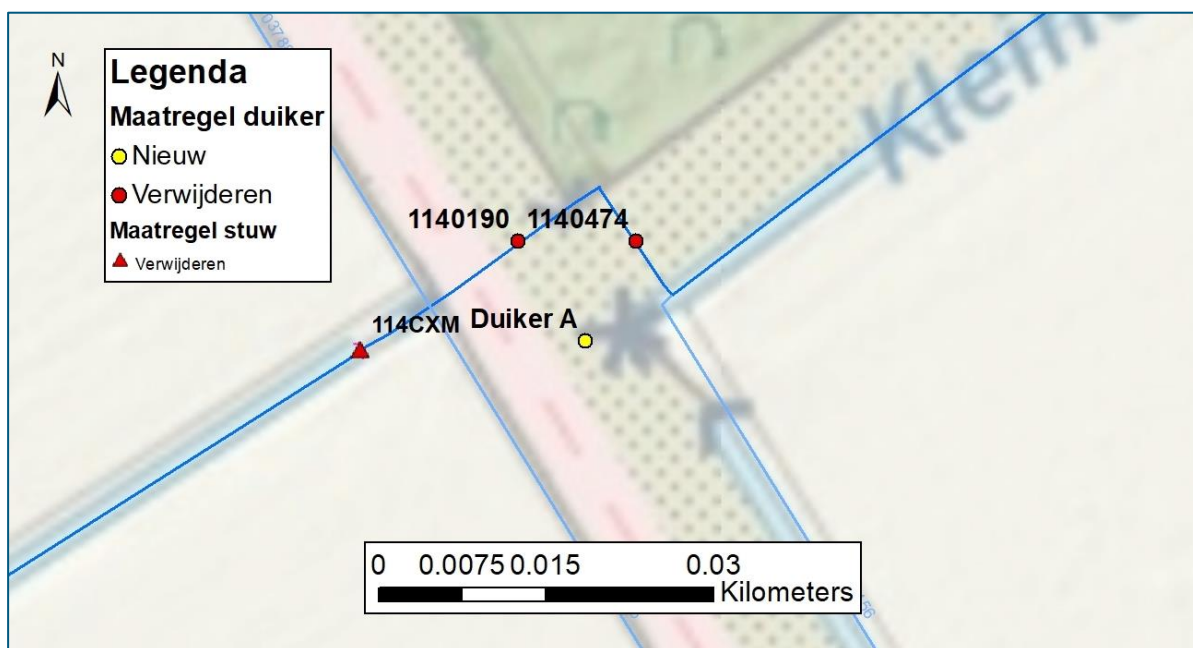 N
Legenda
Maatregel duiker
Nieuw
Verwijderen
Maatregel stuw
Verwijderen
1140190 1140474
114CXM
Duiker A
0 0.0075 0.015 0.03
Kilometers